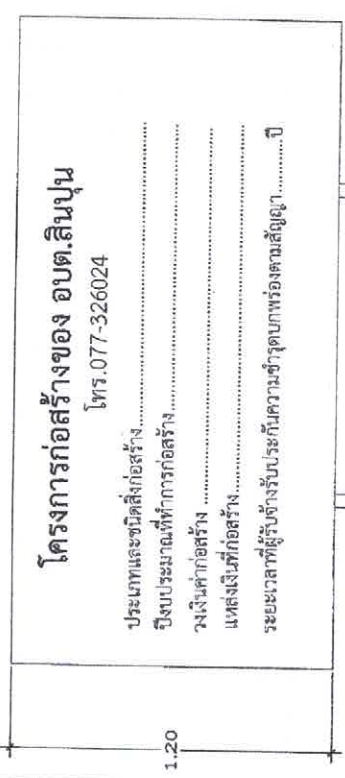 โครงการก่อสร้างของ อบต.สินปุน
โทร.077-326024
ประเภทและชนิดสิ่งก่อสร้าง....................................................
ปีงบประมาณที่ทำการก่อสร้าง....................................................
วงเงินค่าก่อสร้าง ....................................................
แหล่งเงินที่ก่อสร้าง....................................................
ระยะเวลาที่ผู้รับจ้างรับประกันความชำรุดบกพร่องตามสัญญา............ปี
1.20